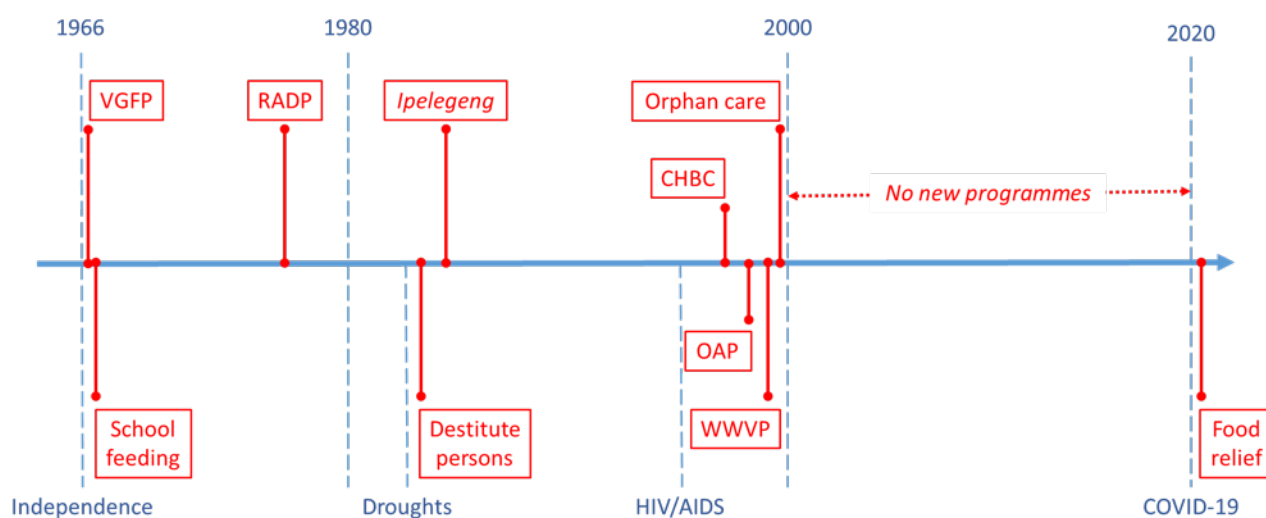 1966
1980
2000
2020
VGFP
RADP
Ipelegeng
Orphan care
CHBC
No new programmes
OAP
School
feeding
Destitute
persons
WWVP
Food
relief
Independence
Droughts
HIV/AIDS
COVID-19